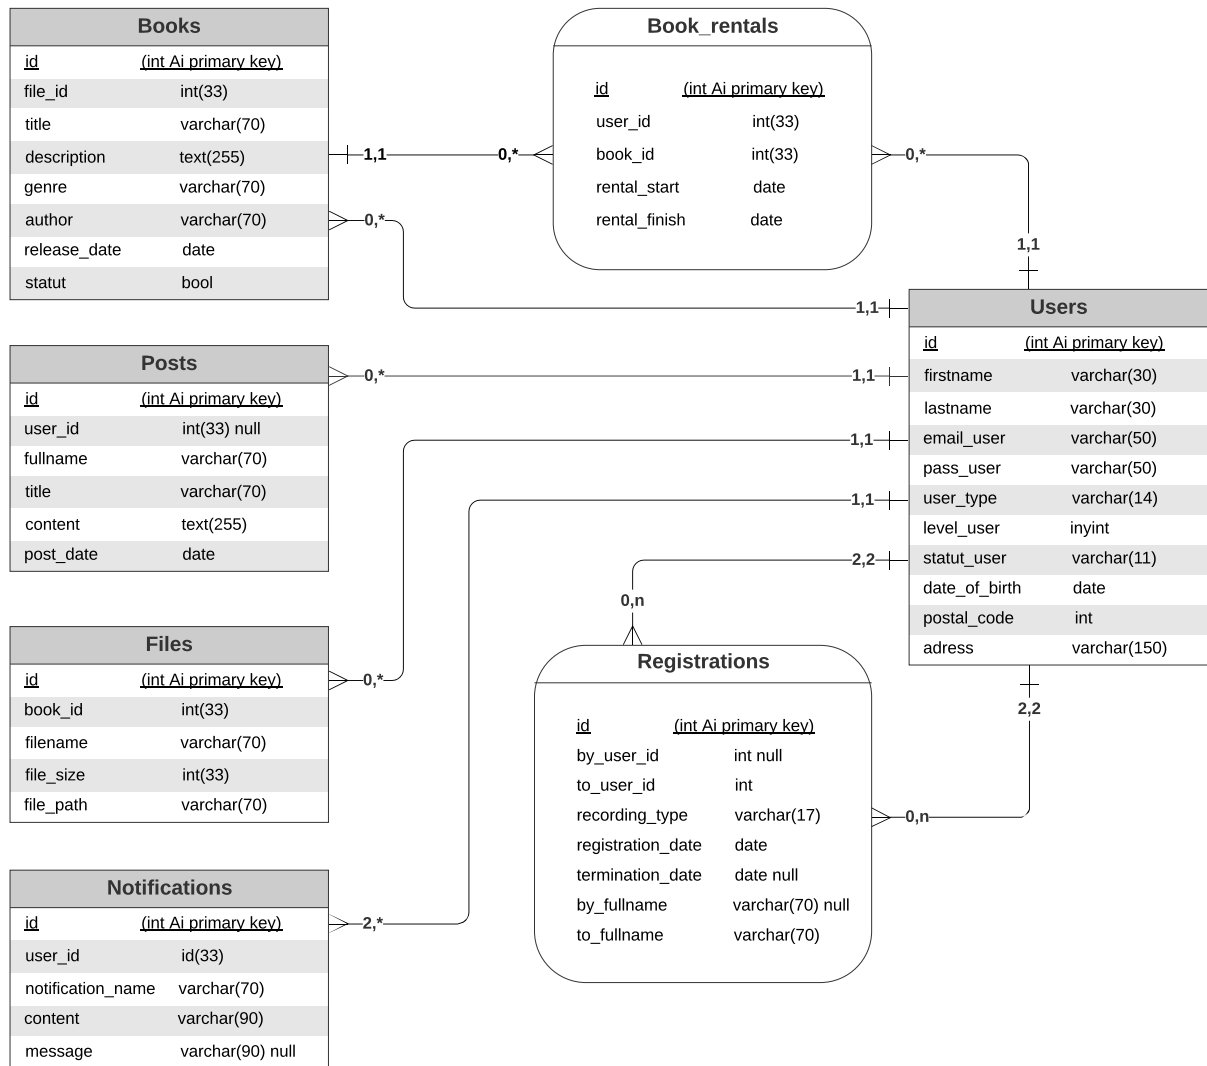 Books
id (int Ai primary key)
file_id int(33)
title varchar(70)
description text(255)
genre varchar(70)
author varchar(70)
release_date date
statut bool
1,1
0,*
0,*
1,1
Book_rentals
id (int Ai primary key)
user_id int(33)
book_id int(33)
rental_start date
rental_finish date
0,*
1,1
Users
id (int Ai primary key)
firstname varchar(30)
lastname varchar(30)
email_user varchar(50)
pass_user varchar(50)
user_type varchar(14)
level_user inyint
statut_user varchar(11)
date_of_birth date
postal_code int
adress varchar(150)
Posts
id (int Ai primary key)
user_id int(33) null
fullname varchar(70)
title varchar(70)
content text(255)
post_date date
0,*
1,1
1,1
1,1
2,2
0,n
Files
id (int Ai primary key)
book_id int(33)
filename varchar(70)
file_size int(33)
file_path varchar(70)
0,*
Registrations
id (int Ai primary key)
by_user_id int null
to_user_id int
recording_type varchar(17)
registration_date date
termination_date date null
by_fullname varchar(70) null
to_fullname varchar(70)
2,2
0,n
Notifications
id (int Ai primary key)
user_id id(33)
notification_name varchar(70)
content varchar(90)
message varchar(90) null
2,*